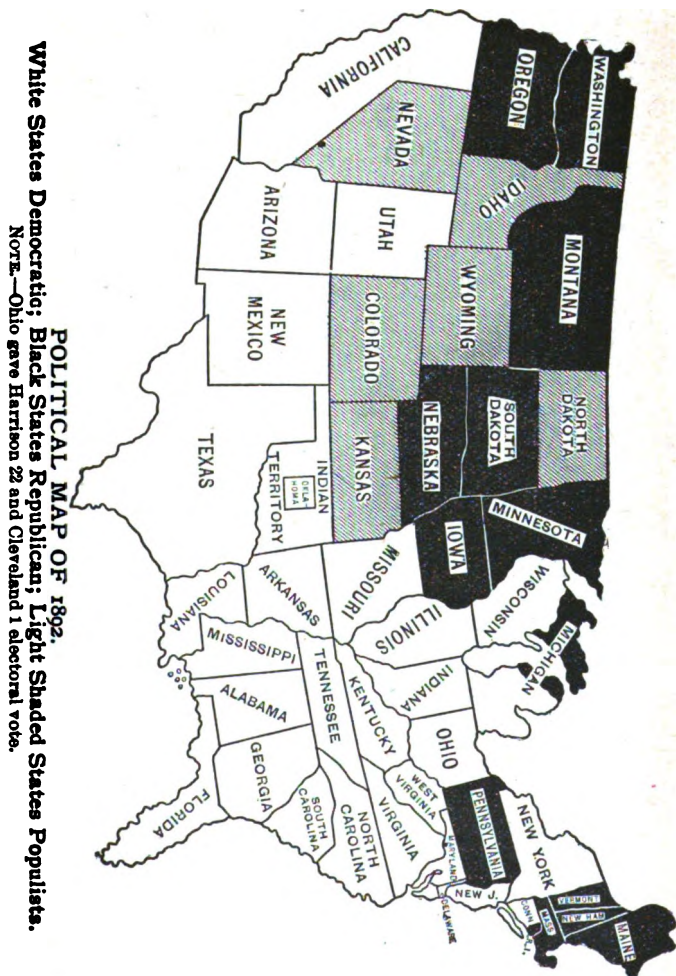 WASHINGTON
OREGON
CALIFORNIA
NEVADA
IDAHO
MONTANA
WYOMING
UTAH
ARIZONA
COLORADO
NEW
MEXICO
NORTH
DAKOTA
SOUTH
DAKOTA
NEBRASKA
KANSAS
INDIAN
TERRITORY
OKLA-
HOMA
TEXAS
MINNESOTA
IOWA
MISSOURI
ARKANSAS
LOUISIANA
WISCONSIN
MICHIGAN
ILLINOIS
INDIANA
OHIO
KENTUCKY
TENNESSEE
MISSISSIPPI
ALABAMA
GEORGIA
FLORIDA
SOUTH
CAROLINA
NORTH
CAROLINA
VIRGINIA
WEST
VIRGINIA
MARYLAND
DELAWARE
PENNSYLVANIA
NEW J.
NEW YORK
CONN
R.I.
MASS
VERMONT
NEW HAM
MAINE
POLITICAL MAP OF 1892.
White States Democratic; Black States Republican; Light Shaded States Populists.
NOTE.—Ohio gave Harrison 22 and Cleveland 1 electoral vote.